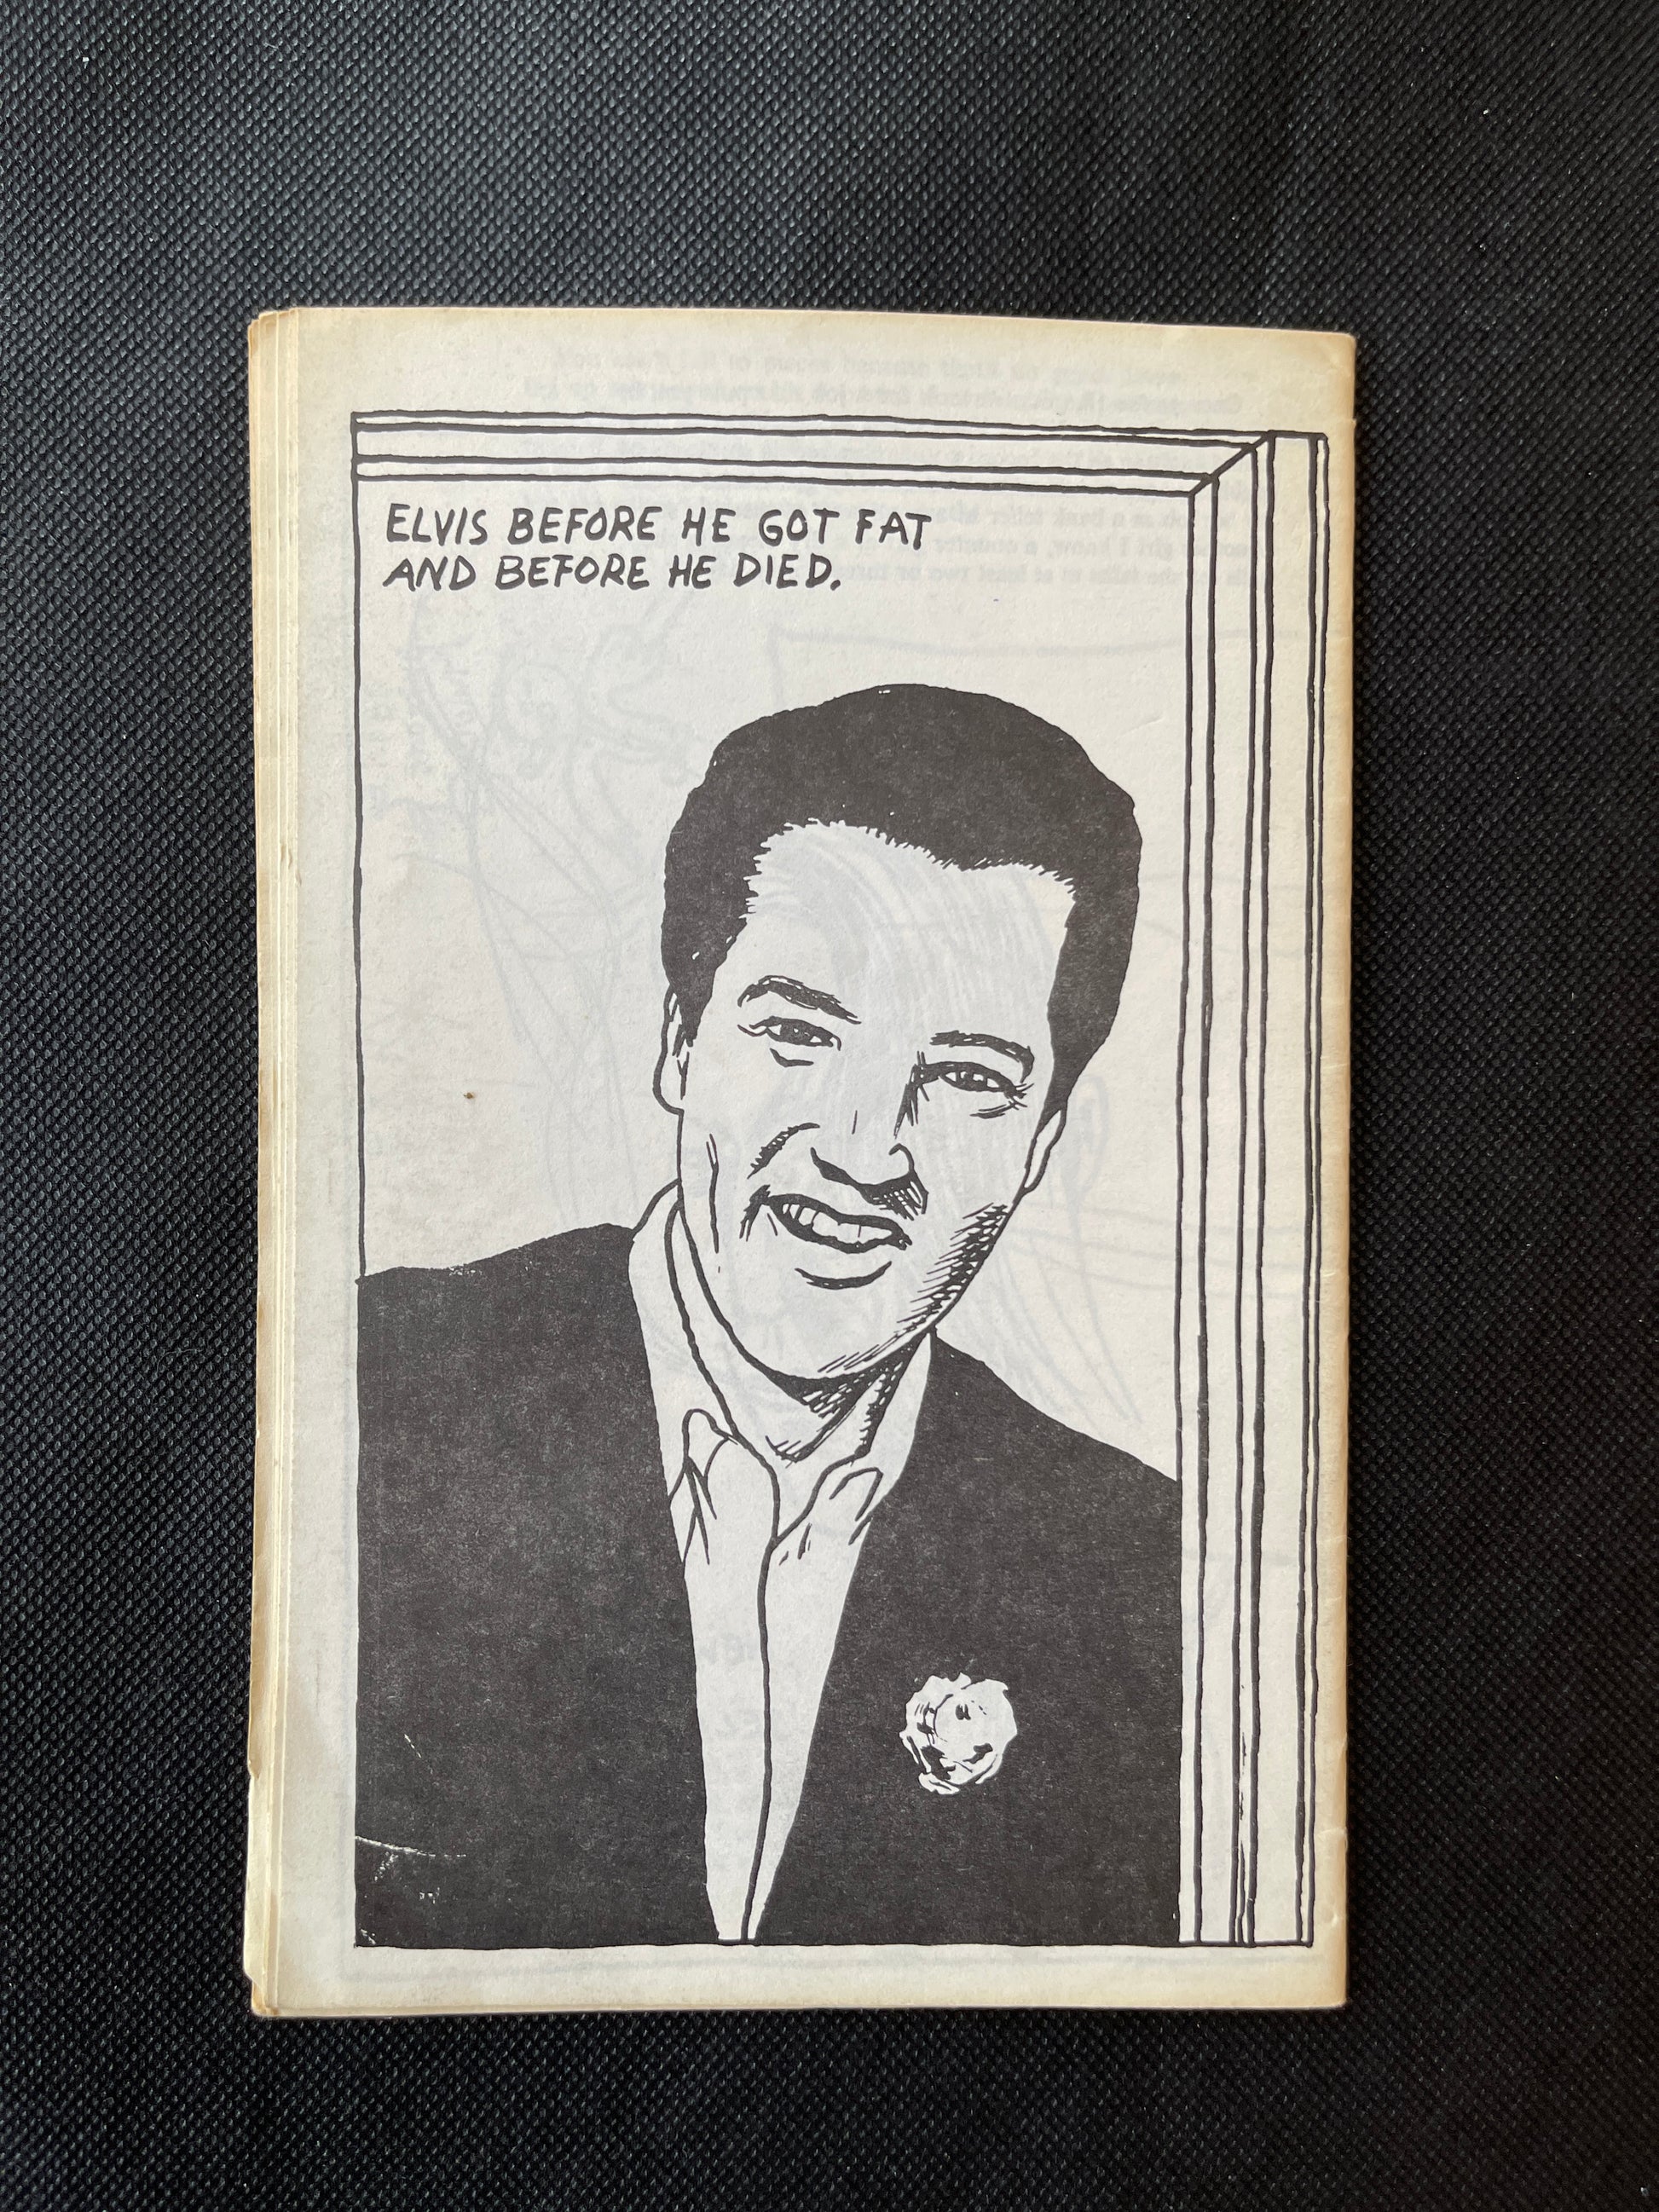 ELVIS BEFORE HE GOT FAT
AND BEFORE HE DIED.